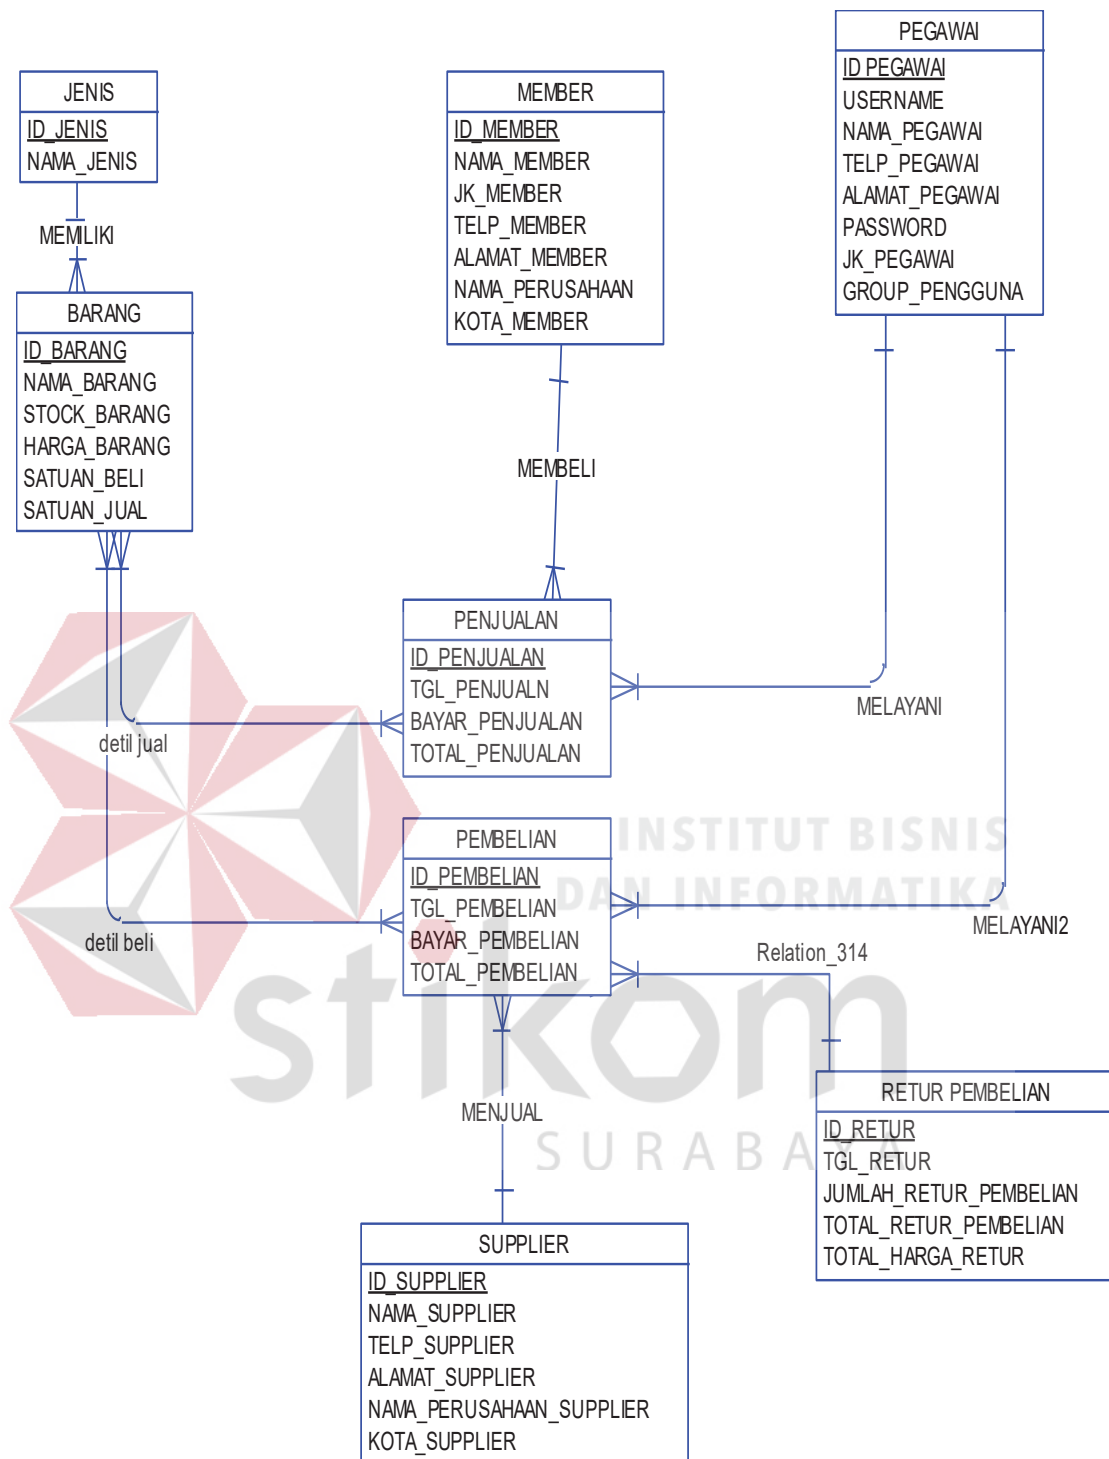 PEGAWAI
ID PEGAWAI
USERNAME
NAMA_PEGAWAI
TELP_PEGAWAI
ALAMAT_PEGAWAI
PASSWORD
JK_PEGAWAI
GROUP_PENGGUNA
JENIS
ID_JENIS
NAMA_JENIS
MEMILIKI
MEMBER
ID_MEMBER
NAMA_MEMBER
JK_MEMBER
TELP_MEMBER
ALAMAT_MEMBER
NAMA_PERUSAHAAN
KOTA_MEMBER
BARANG
ID_BARANG
NAMA_BARANG
STOCK_BARANG
HARGA_BARANG
SATUAN_BELI
SATUAN_JUAL
MEMBELI
PENJUALAN
ID_PENJUALAN
TGL_PENJUALN
BAYAR_PENJUALAN
TOTAL_PENJUALAN
MELAYANI
detil jual
PEMBELIAN
ID_PEMBELIAN
TGL_PEMBELIAN
BAYAR_PEMBELIAN
TOTAL_PEMBELIAN
INSTITUT BISNIS
DAN INFORMATIKA
MELAYANI2
detil beli
Relation_314
stikom
SURABAYA
MENJUAL
RETUR PEMBELIAN
ID_RETUR
TGL_RETUR
JUMLAH_RETUR_PEMBELIAN
TOTAL_RETUR_PEMBELIAN
TOTAL_HARGA_RETUR
SUPPLIER
ID_SUPPLIER
NAMA_SUPPLIER
TELP_SUPPLIER
ALAMAT_SUPPLIER
NAMA_PERUSAHAAN_SUPPLIER
KOTA_SUPPLIER